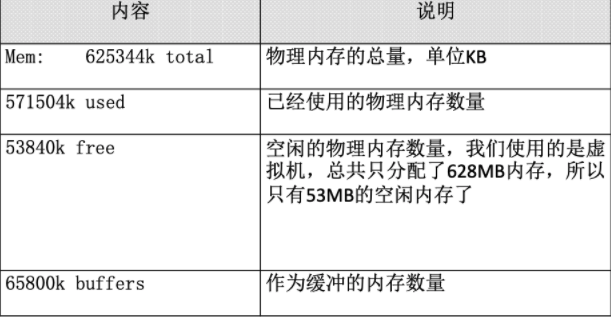 内容
说明
Mem:    625344k total
物理内存的总量，单位KB
571504k used
已经使用的物理内存数量
53840k free
空闲的物理内存数量，我们使用的是虚
拟机，总共只分配了628MB内存，所以
只有53MB的空闲内存了
65800k buffers
作为缓冲的内存数量